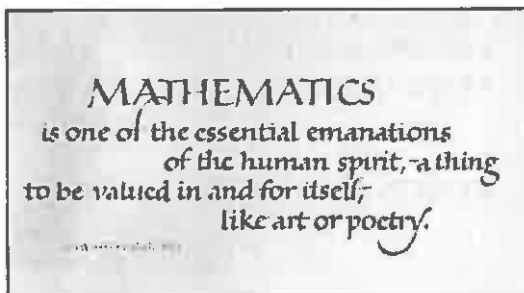 MATHEMATICS
is one of the essential emanations
of the human spirit,-a thing
to be valued in and for itself,-
like art or poetry.